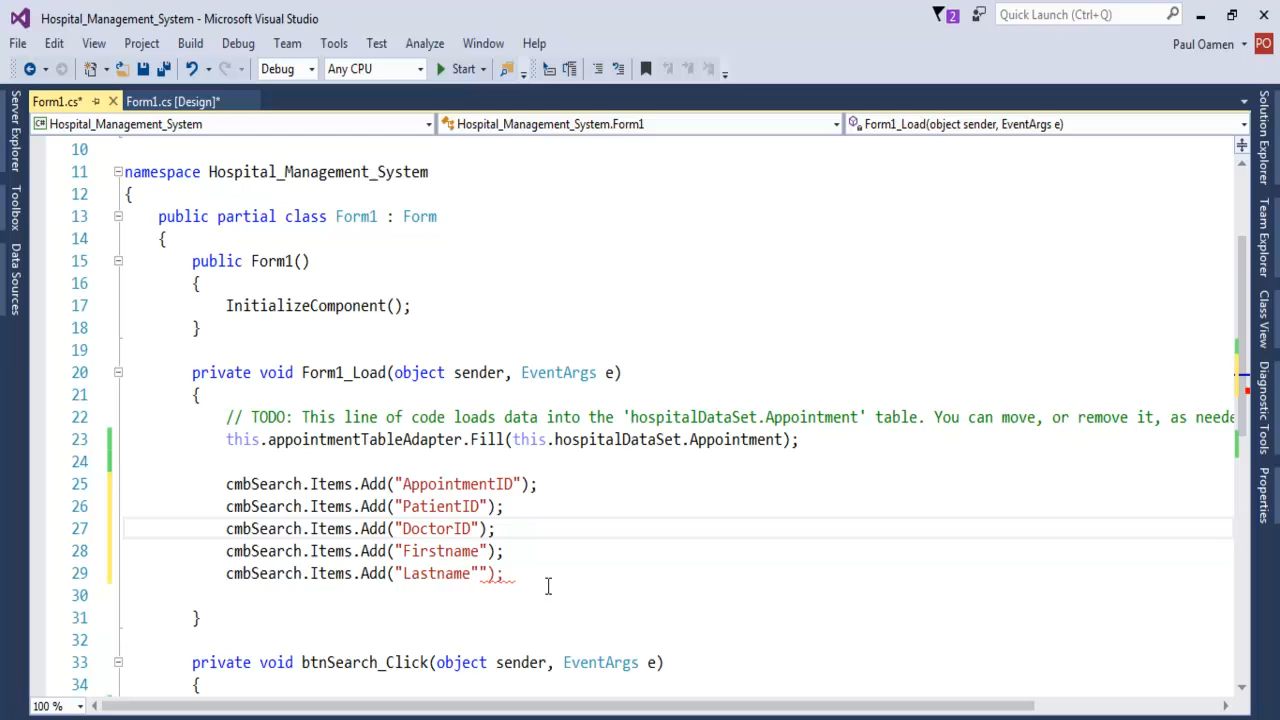 Hospital_Management_System - Microsoft Visual Studio
2
Quick Launch (Ctrl+Q)
File Edit View Project Build Debug Team Tools Test Analyze Window Help
Paul Oamen PO
Debug Any CPU Start
Form1.cs* Form1.cs [Design]*
C# Hospital_Management_System Hospital_Management_System.Form1 Form1_Load(object sender, EventArgs e)
Server Explorer
Toolbox
Data Sources
10
11 namespace Hospital_Management_System
12 {
13 public partial class Form1 : Form
14 {
15 public Form1()
16 {
17 InitializeComponent();
18 }
19
20 private void Form1_Load(object sender, EventArgs e)
21 {
22 // TODO: This line of code loads data into the 'hospitalDataSet.Appointment' table. You can move, or remove it, as neede
23 this.appointmentTableAdapter.Fill(this.hospitalDataSet.Appointment);
24
25 cmbSearch.Items.Add("AppointmentID");
26 cmbSearch.Items.Add("PatientID");
27 cmbSearch.Items.Add("DoctorID");
28 cmbSearch.Items.Add("Firstname");
29 cmbSearch.Items.Add("Lastname"");
30
31 }
32
33 private void btnSearch_Click(object sender, EventArgs e)
34 {
100 %
Solution Explorer
Team Explorer
Class View
Diagnostic Tools
Properties